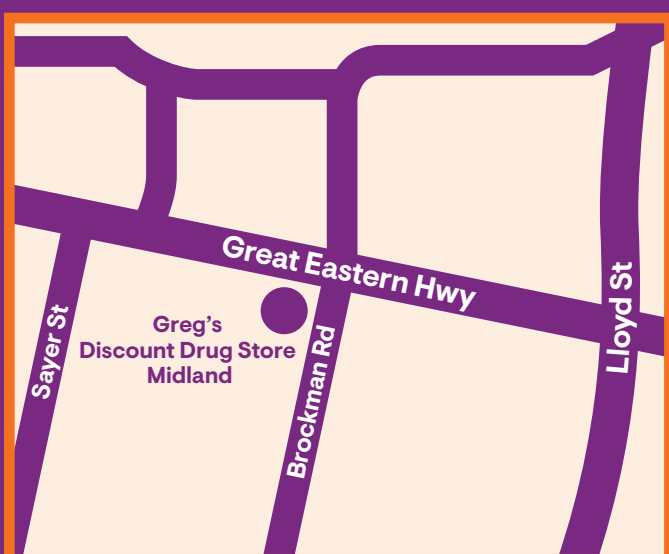 Great Eastern Hwy
Lloyd St
Sayer St
Greg's
Discount Drug Store
Midland
Brockman Rd